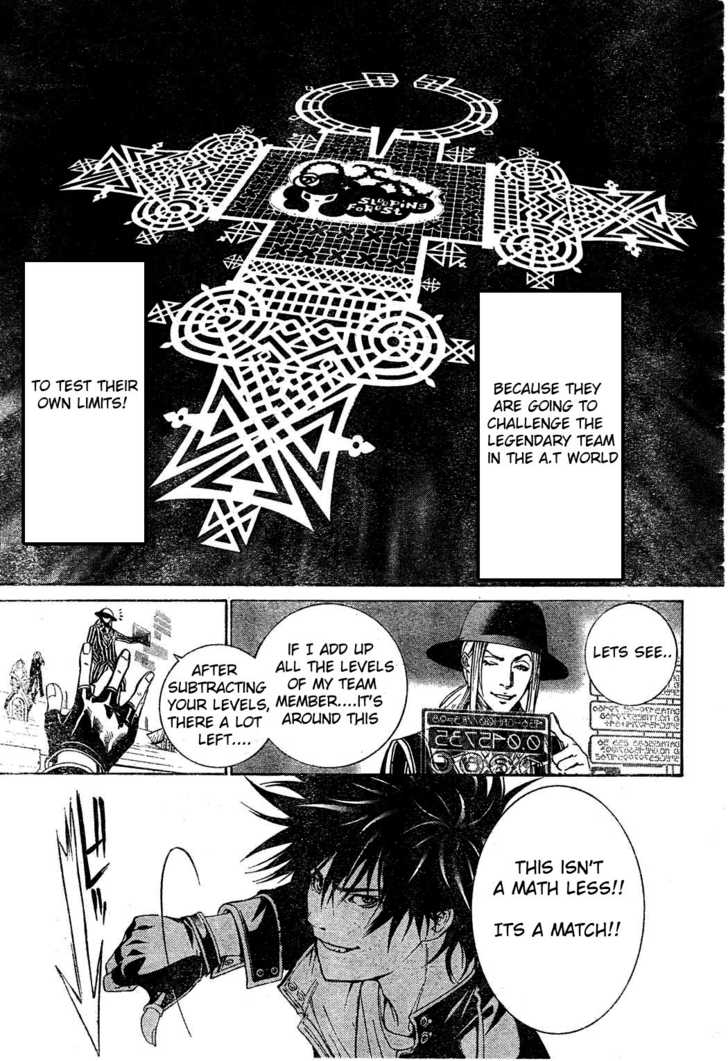 BECAUSE THEY
ARE GOING TO
CHALLENGE THE
LEGENDARY TEAM
IN THE A.T WORLD
TO TEST THEIR
OWN LIMITS!
SLEEPING
FOREST
LETS SEE..
IF I ADD UP
ALL THE LEVELS
OF MY TEAM
MEMBER....IT'S
AROUND THIS
AFTER
SUBTRACTING
YOUR LEVELS,
THERE A LOT
LEFT....
THIS ISN'T
A MATH LESS!!
ITS A MATCH!!